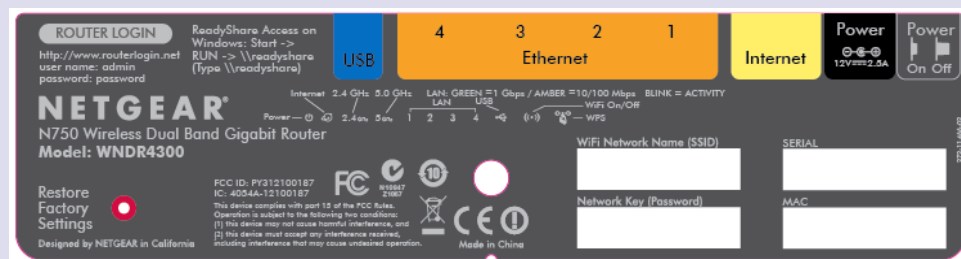 ROUTER LOGIN
http://www.routerlogin.net
user name: admin
password: password
ReadyShare Access on
Windows: Start ->
RUN -> \\readyshare
(Type \\readyshare)
USB
4 3 2 1
Ethernet
Internet
Power
12V 2.5A
Power
On Off
NETGEAR®
N750 Wireless Dual Band Gigabit Router
Model: WNDR4300
Internet 2.4 GHz 5.0 GHz LAN: GREEN =1 Gbps / AMBER =10/100 Mbps BLINK = ACTIVITY
LAN USB WiFi On/Off
Power 2.4GHz 5GHz 1 2 3 4 WPS
WiFi Network Name (SSID)
SERIAL
Network Key (Password)
MAC
Restore
Factory
Settings
Designed by NETGEAR in California
FCC ID: PY312100187
IC: 4054A-12100187
This device complies with part 15 of the FCC Rules.
Operation is subject to the following two conditions:
(1) this device may not cause harmful interference, and
(2) this device must accept any interference received,
including interference that may cause undesired operation.
FC
N10947
10
CE
Made in China